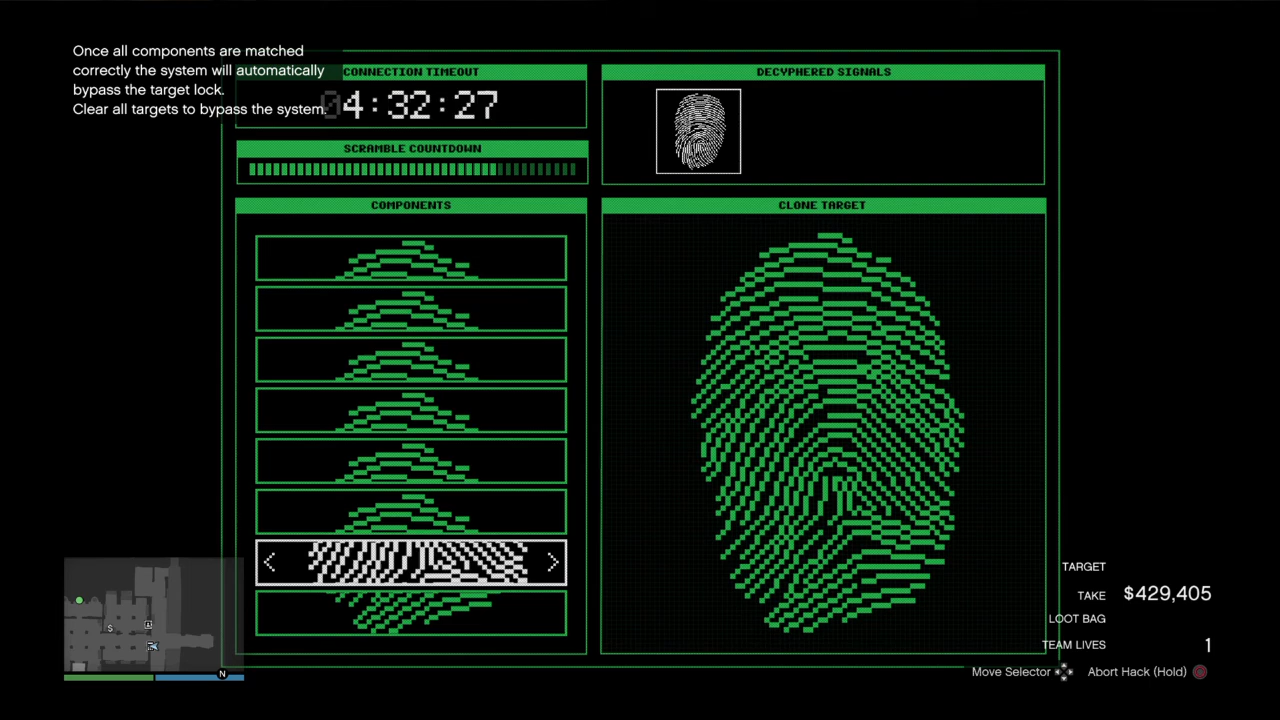 Once all components are matched
correctly the system will automatically
bypass the target lock.
Clear all targets to bypass the system.
CONNECTION TIMEOUT
04:32:27
SCRAMBLE COUNTDOWN
DECYPHERED SIGNALS
COMPONENTS
CLONE TARGET
S
N
TARGET
TAKE $429,405
LOOT BAG
TEAM LIVES 1
Move Selector Abort Hack (Hold)